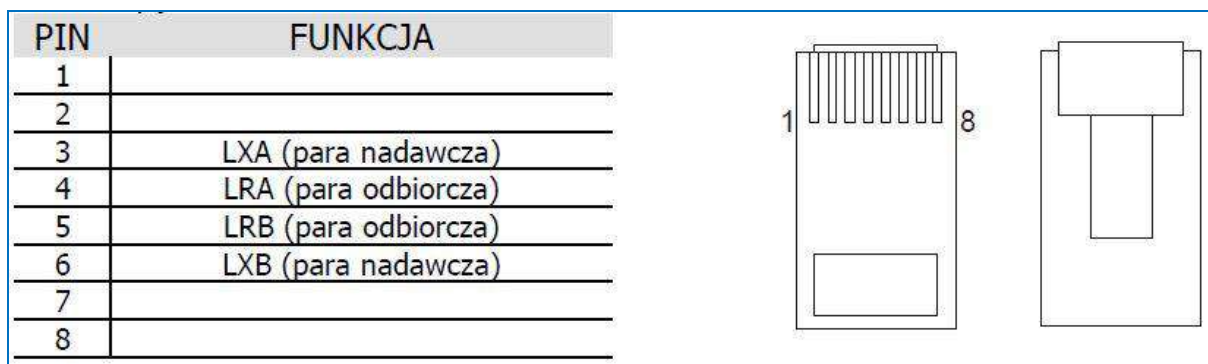 PIN FUNKCJA
1
2
3 LXA (para nadawcza)
4 LRA (para odbiorcza)
5 LRB (para odbiorcza)
6 LXB (para nadawcza)
7
8
1 8